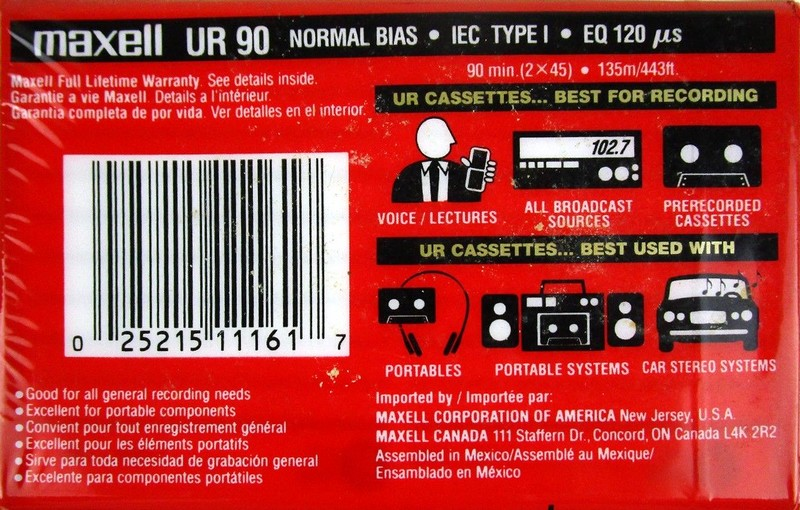 maxell UR 90 NORMAL BIAS • IEC TYPE I • EQ 120 µs
90 min.(2×45) • 135m/443ft.
Maxell Full Lifetime Warranty. See details inside.
Garantie a vie Maxell. Details a l'intérieur.
Garantia completa de por vida. Ver detalles en el interior.
UR CASSETTES... BEST FOR RECORDING
102.7
VOICE / LECTURES
ALL BROADCAST
SOURCES
PRERECORDED
CASSETTES
UR CASSETTES... BEST USED WITH
PORTABLES
PORTABLE SYSTEMS
CAR STEREO SYSTEMS
0 25215 11161 7
• Good for all general recording needs
• Excellent for portable components
• Convient pour tout enregistrement général
• Excellent pour les éléments portatifs
• Sirve para toda necesidad de grabación general
• Excelente para componentes portátiles
Imported by / Importée par:
MAXELL CORPORATION OF AMERICA New Jersey, U.S.A.
MAXELL CANADA 111 Staffern Dr., Concord, ON Canada L4K 2R2
Assembled in Mexico/Assemblé au Mexique/
Ensamblado en México